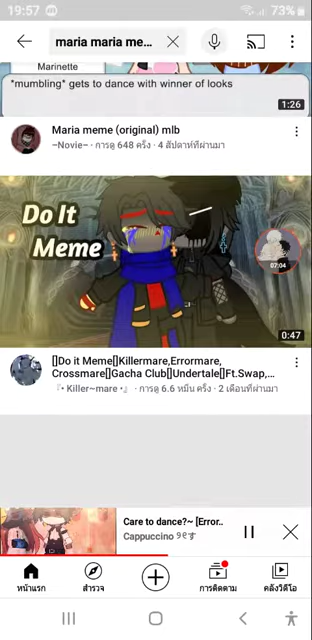 19:57
73%
maria maria me...
Marinette
*mumbling* gets to dance with winner of looks
1:26
Maria meme (original) mlb
~Novie~ · การดู 648 ครั้ง · 4 สัปดาห์ที่ผ่านมา
Do It
Meme
07:04
0:47
[]Do it Meme[]Killermare,Errormare,
Crossmare[]Gacha Club[]Undertale[]Ft.Swap,...
『• Killer~mare •』 · การดู 6.6 หมื่น ครั้ง · 2 เดือนที่ผ่านมา
Care to dance?~ [Error..
Cappuccino
หน้าแรก
สำรวจ
การติดตาม
คลังวิดีโอ